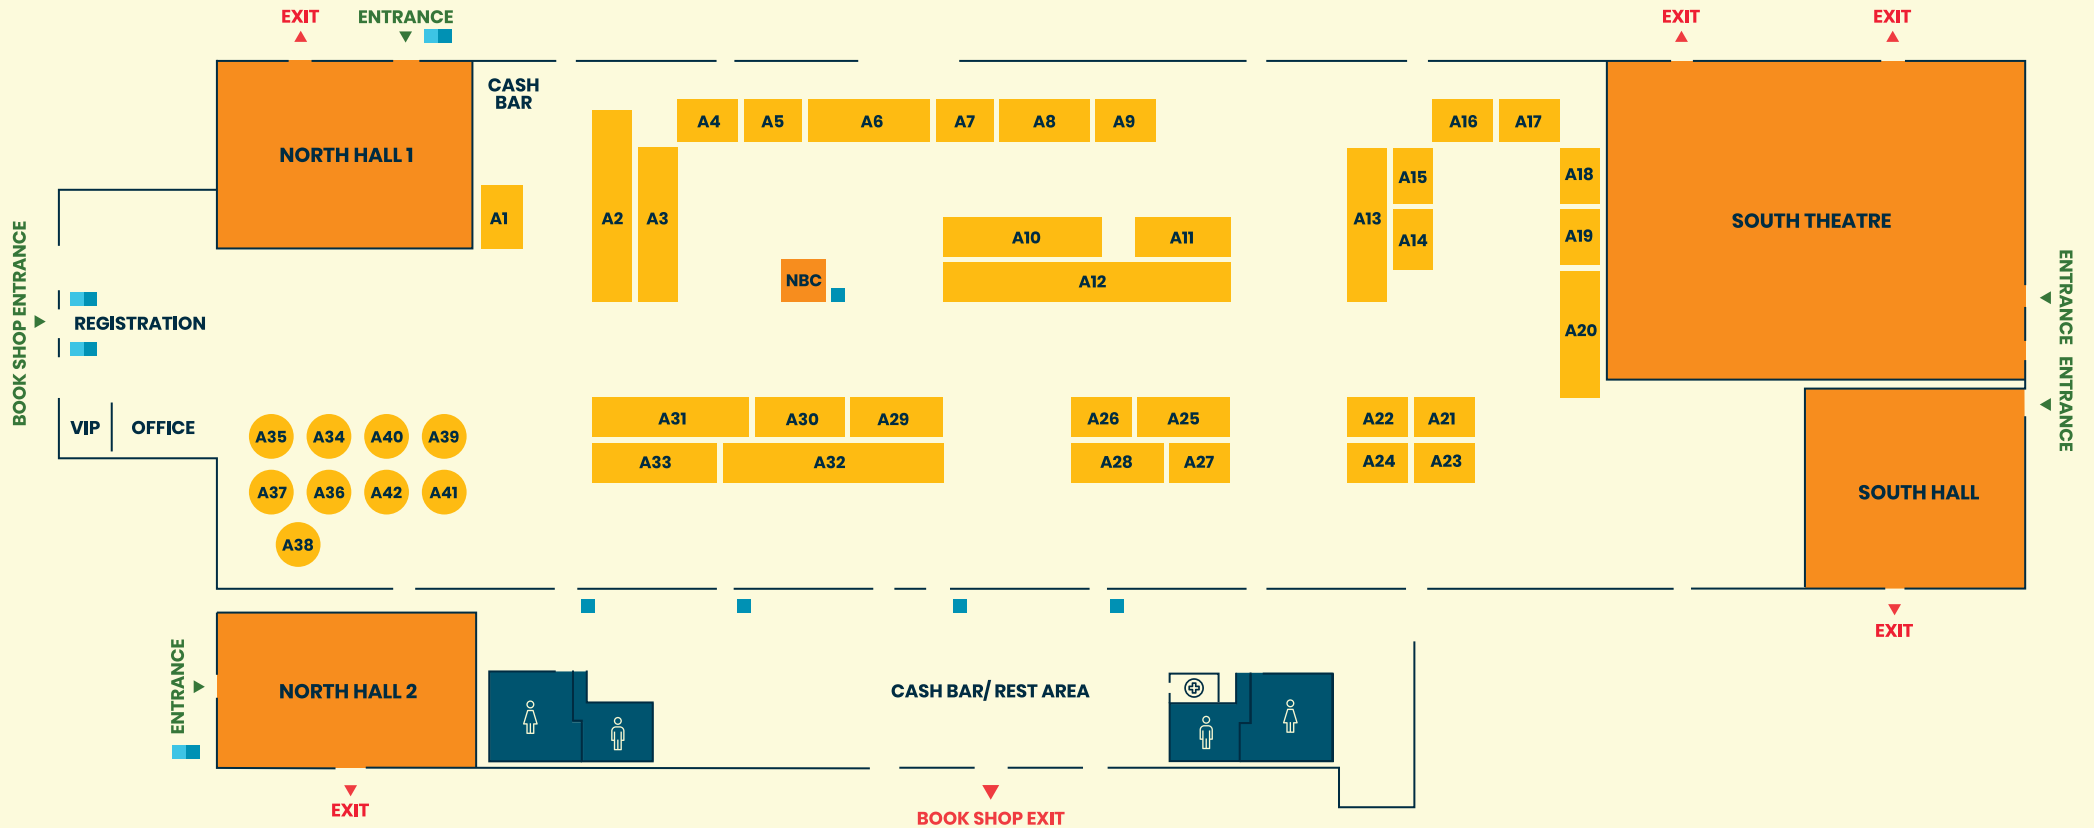 EXIT
ENTRANCE
EXIT
EXIT
CASH
BAR
NORTH HALL 1
A1
A2
A3
A4
A5
A6
A7
A8
A9
A10
A11
A12
NBC
A13
A15
A14
A16
A17
A18
A19
A20
SOUTH THEATRE
ENTRANCE
ENTRANCE
BOOK SHOP ENTRANCE
REGISTRATION
VIP
OFFICE
A35
A34
A40
A39
A37
A36
A42
A41
A38
A31
A30
A29
A33
A32
A26
A25
A28
A27
A22
A21
A24
A23
SOUTH HALL
EXIT
ENTRANCE
NORTH HALL 2
CASH BAR/ REST AREA
EXIT
BOOK SHOP EXIT